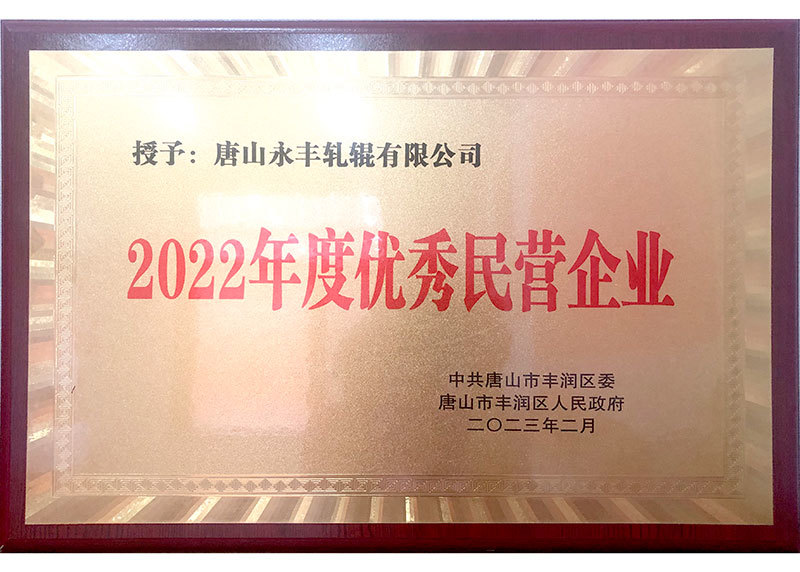 授予：唐山永丰轧辊有限公司
2022年度优秀民营企业
中共唐山市丰润区委
唐山市丰润区人民政府
二〇二三年二月